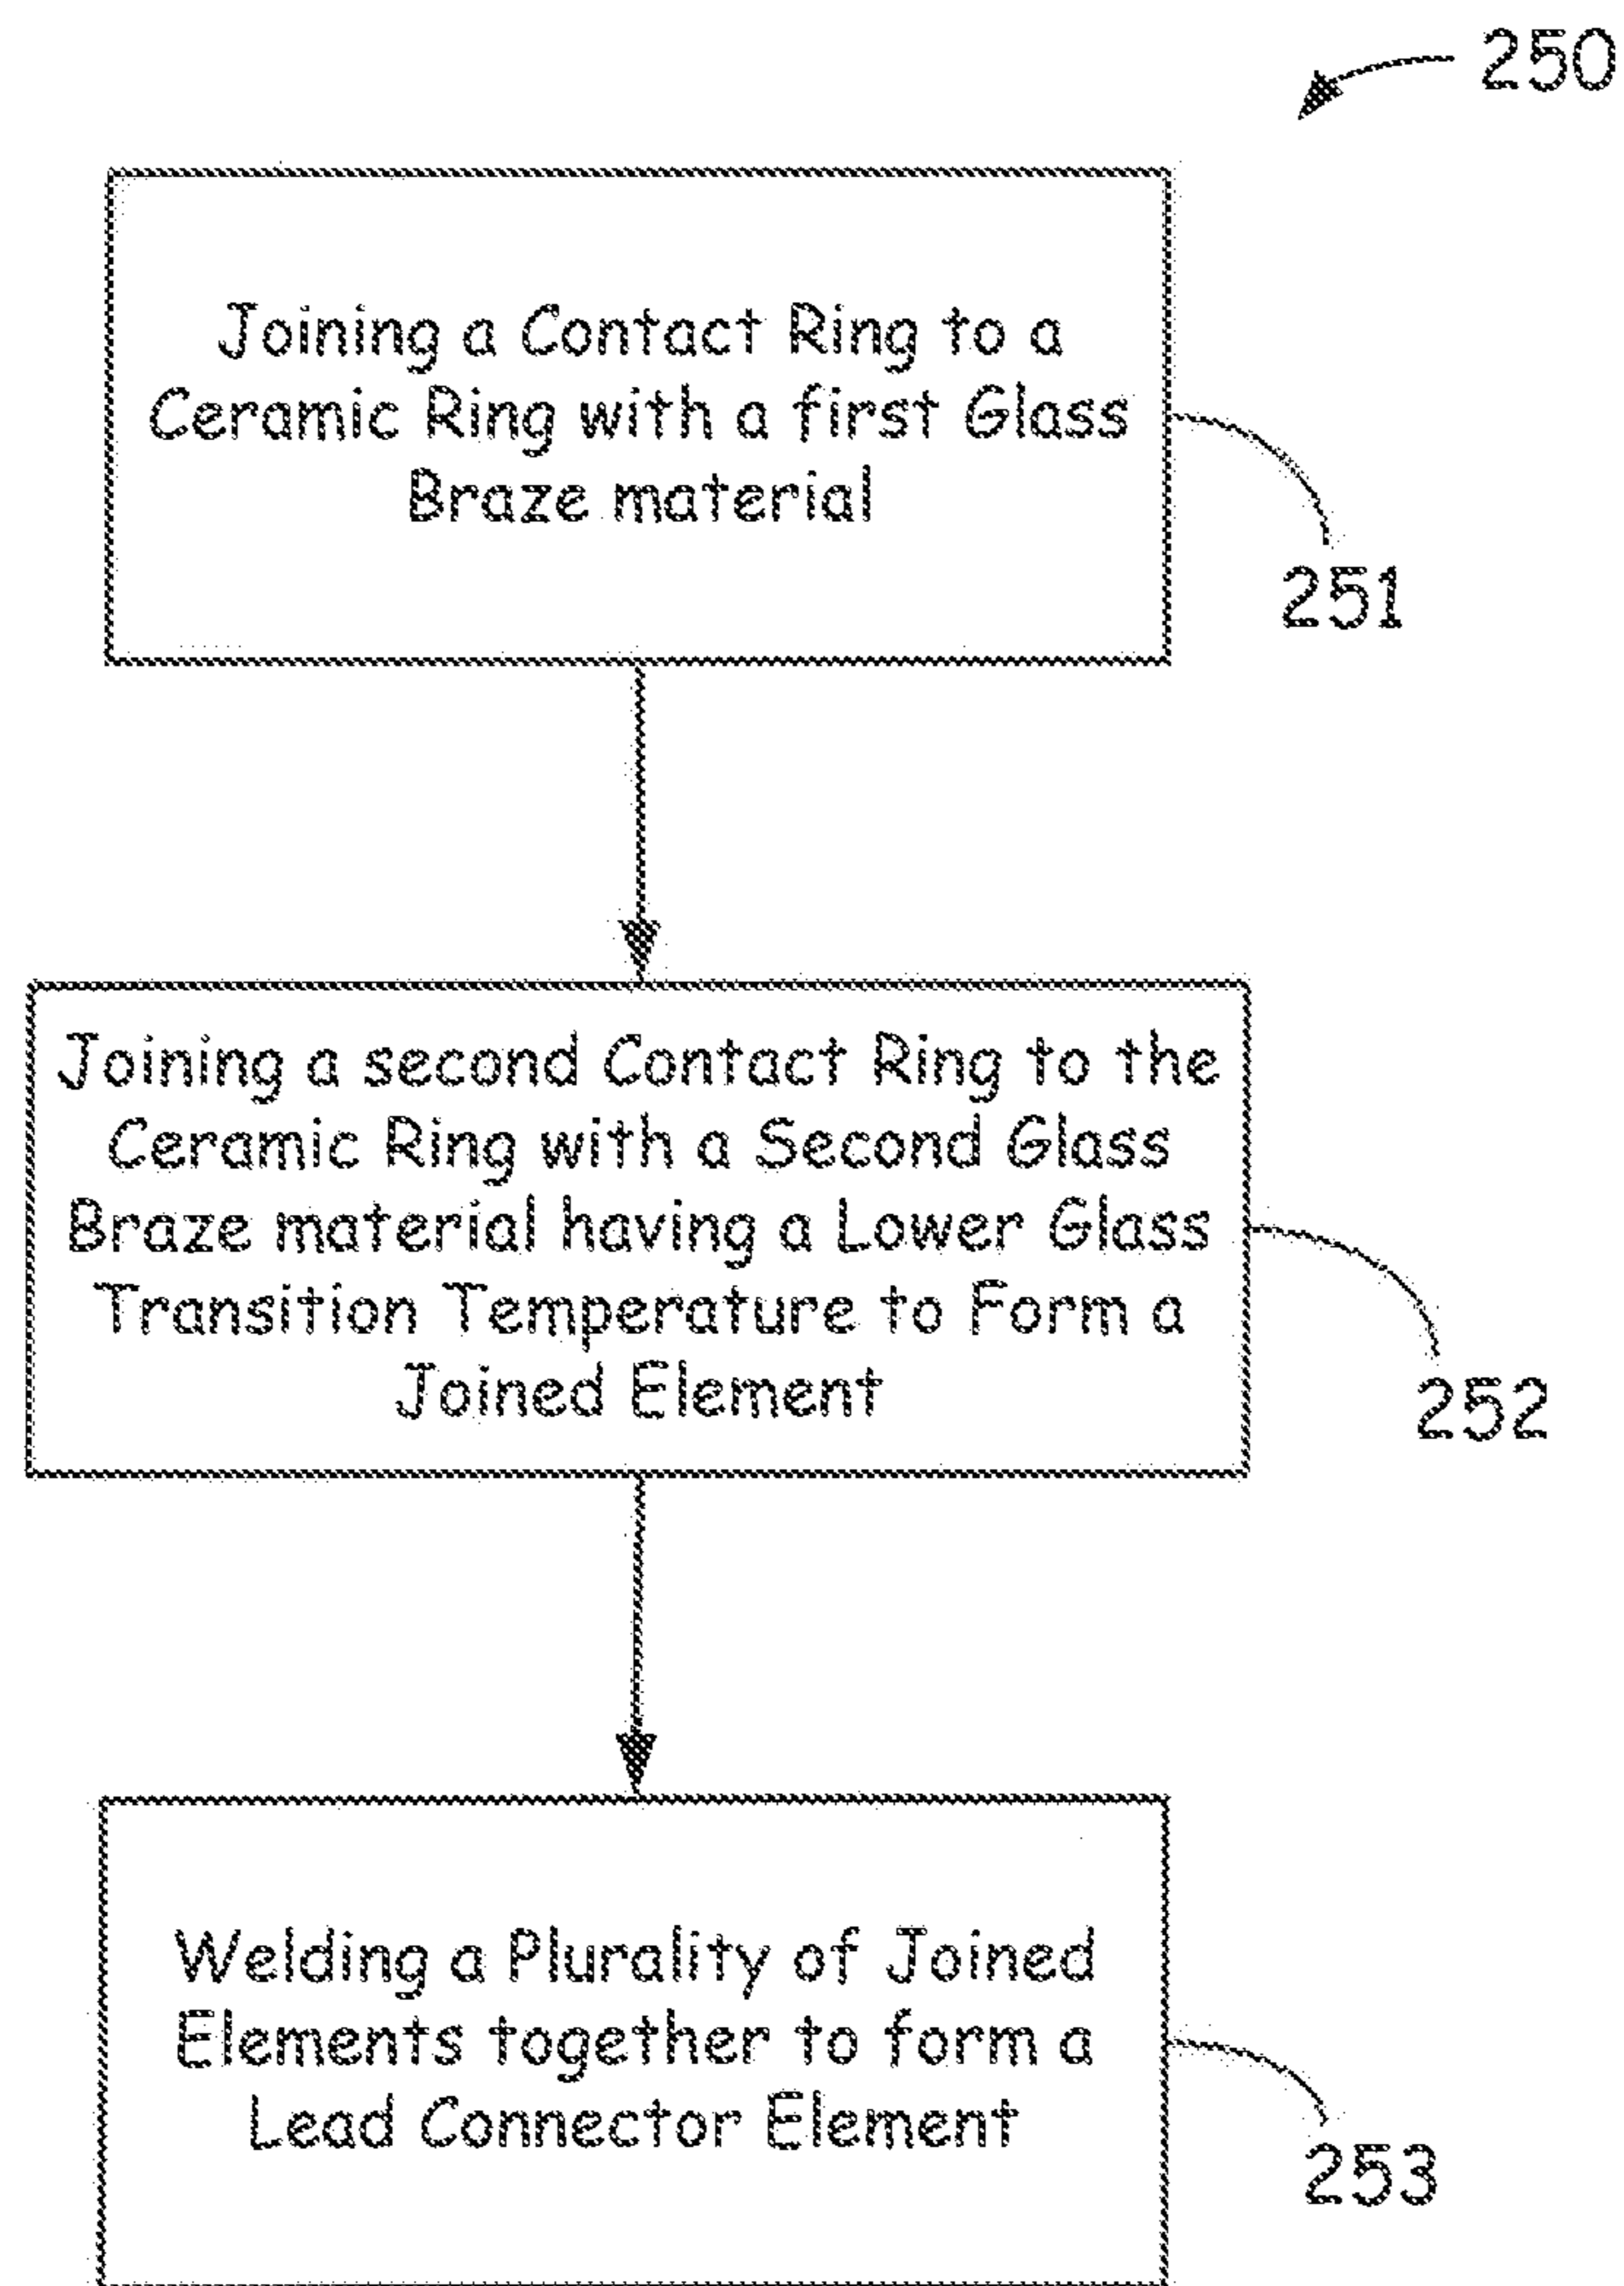 250
Joining a Contact Ring to a
Ceramic Ring with a first Glass
Braze material
251
Joining a second Contact Ring to the
Ceramic Ring with a Second Glass
Braze material having a Lower Glass
Transition Temperature to Form a
Joined Element
252
Welding a Plurality of Joined
Elements together to form a
Lead Connector Element
253